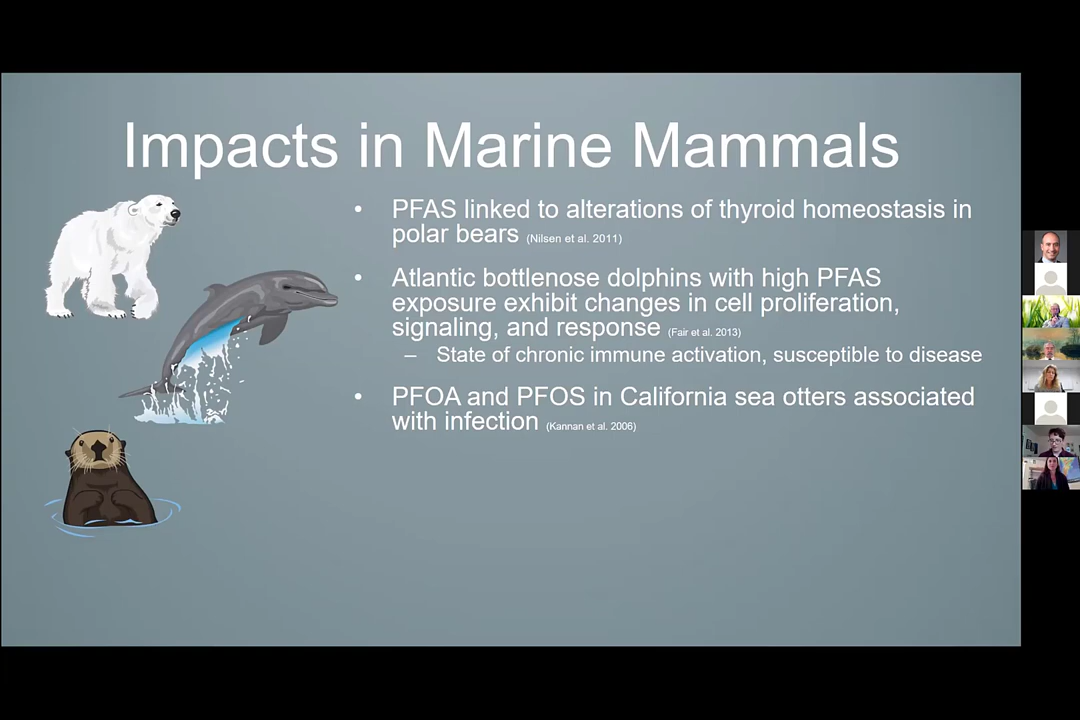 Impacts in Marine Mammals
• PFAS linked to alterations of thyroid homeostasis in
polar bears (Nilsen et al. 2011)
• Atlantic bottlenose dolphins with high PFAS
exposure exhibit changes in cell proliferation,
signaling, and response (Fair et al. 2013)
– State of chronic immune activation, susceptible to disease
• PFOA and PFOS in California sea otters associated
with infection (Kannan et al. 2006)